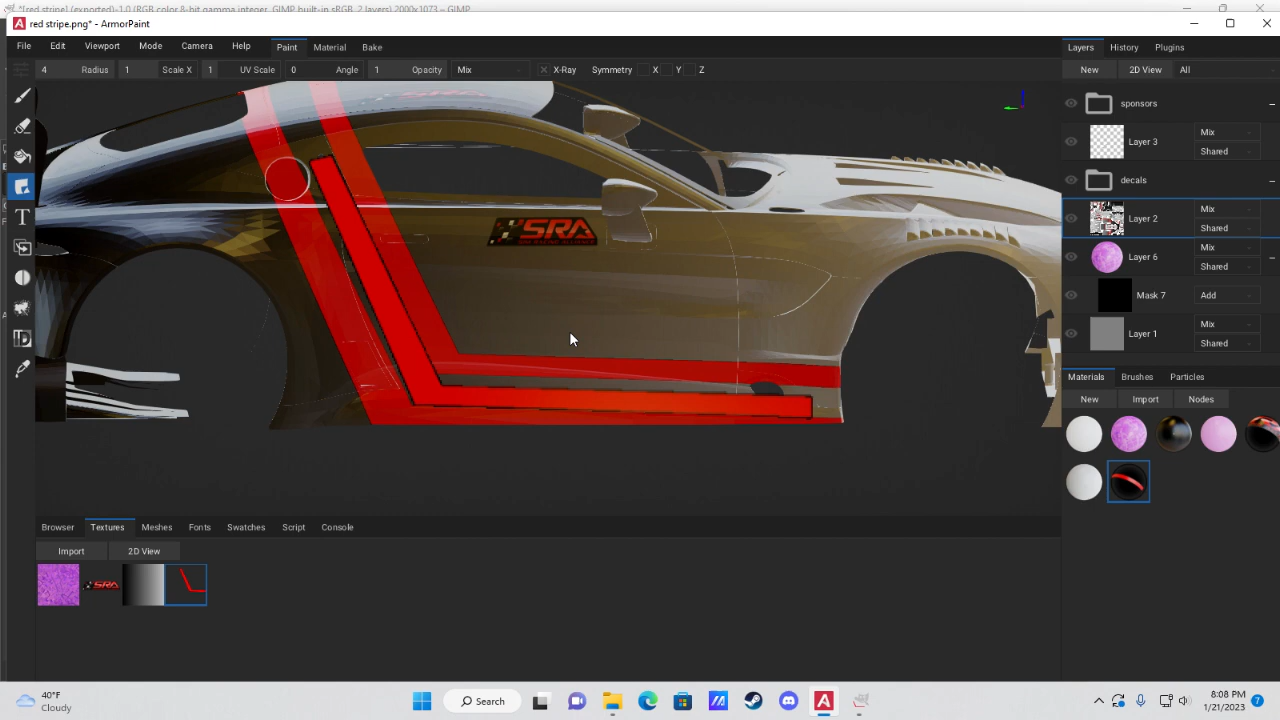 *[red stripe] (exported)-1.0 (RGB color 8-bit gamma integer, GIMP built-in sRGB, 2 layers) 2000x1073 – GIMP
red stripe.png* - ArmorPaint
File Edit Viewport Mode Camera Help Paint Material Bake Layers History Plugins
4 Radius 1 Scale X 1 UV Scale 0 Angle 1 Opacity Mix X-Ray Symmetry X Y Z New 2D View All
sponsors
Mix
Layer 3
Shared
decals
Mix
Layer 2
Shared
SRA
Mix
Layer 6
Shared
Mask 7 Add
Mix
Layer 1
Shared
Materials Brushes Particles
New Import Nodes
Browser Textures Meshes Fonts Swatches Script Console
Import 2D View
SRA
40°F
Cloudy
Search
8:08 PM
1/21/2023
7